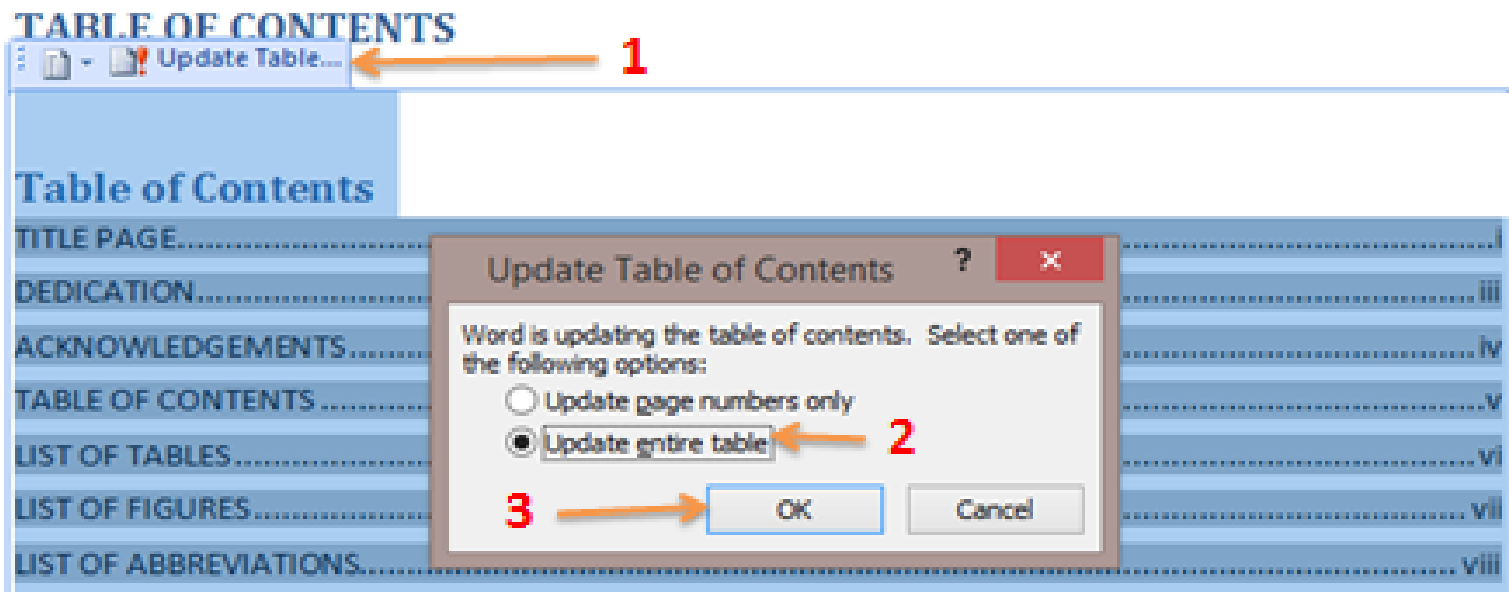 TABLE OF CONTENTS
Update Table... 1
Table of Contents
TITLE PAGE..........i
DEDICATION..........iii
ACKNOWLEDGEMENTS..........iv
TABLE OF CONTENTS..........v
LIST OF TABLES..........vi
LIST OF FIGURES..........vii
LIST OF ABBREVIATIONS..........viii
Update Table of Contents ? ×
Word is updating the table of contents. Select one of
the following options:
Update page numbers only
Update entire table 2
3 OK Cancel